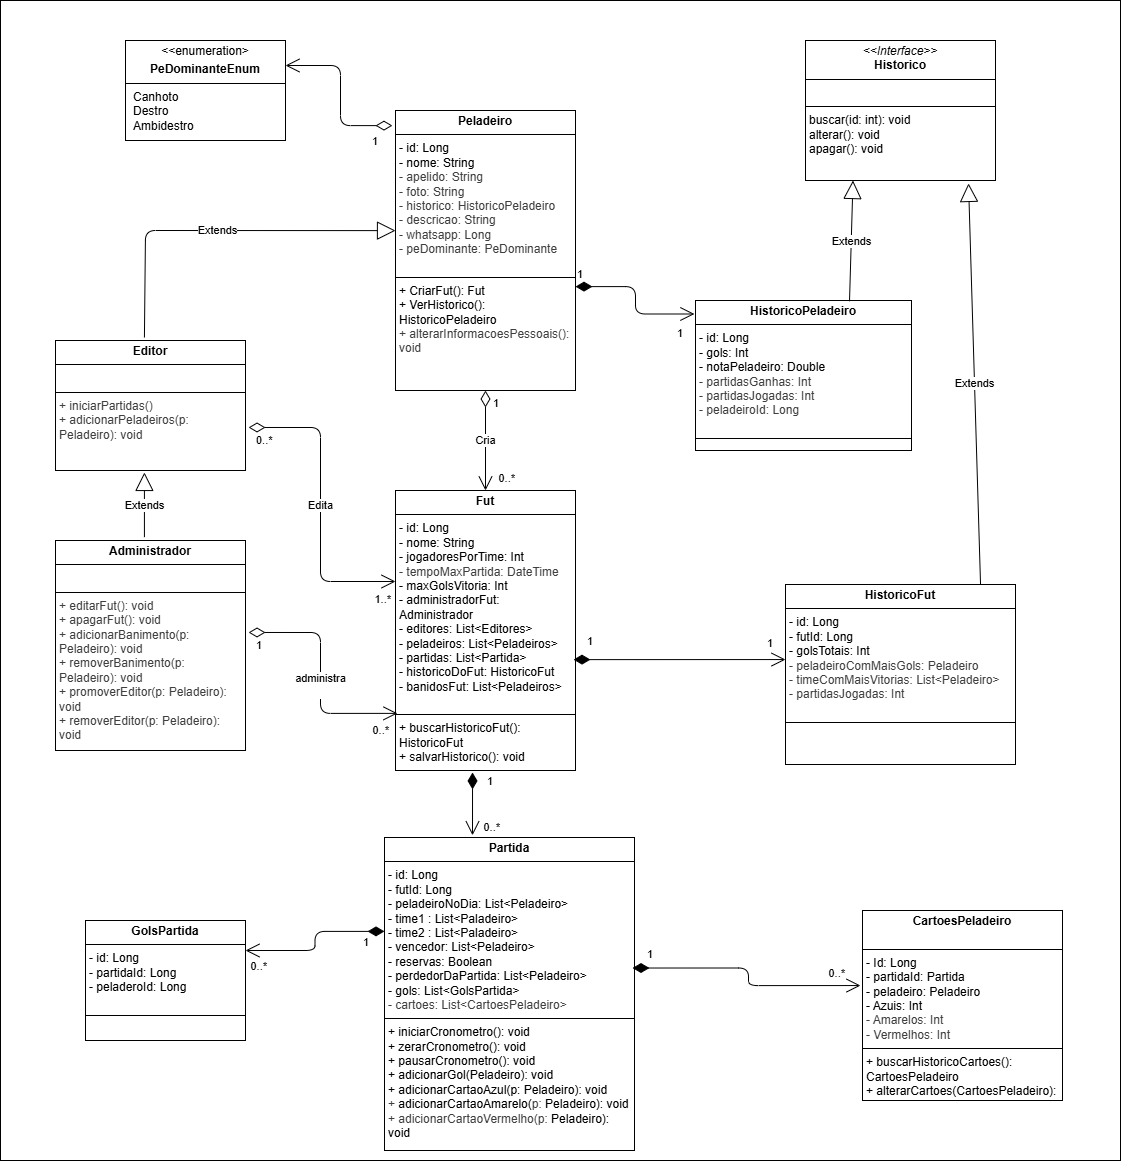 <<enumeration>>
PeDominanteEnum
Canhoto
Destro
Ambidestro
1
Peladeiro
- id: Long
- nome: String
- apelido: String
- foto: String
- historico: HistoricoPeladeiro
- descricao: String
- whatsapp: Long
- peDominante: PeDominante
+ CriarFut(): Fut
+ VerHistorico():
HistoricoPeladeiro
+ alterarInformacoesPessoais():
void
<<Interface>>
Historico
buscar(id: int): void
alterar(): void
apagar(): void
Extends
Extends
1
1
HistoricoPeladeiro
- id: Long
- gols: Int
- notaPeladeiro: Double
- partidasGanhas: Int
- partidasJogadas: Int
- peladeiroId: Long
Extends
Editor
+ iniciarPartidas()
+ adicionarPeladeiros(p:
Peladeiro): void
0..*
Edita
1..*
1
Cria
0..*
Extends
Administrador
+ editarFut(): void
+ apagarFut(): void
+ adicionarBanimento(p:
Peladeiro): void
+ removerBanimento(p:
Peladeiro): void
+ promoverEditor(p: Peladeiro):
void
+ removerEditor(p: Peladeiro):
void
1
administra
0..*
Fut
- id: Long
- nome: String
- jogadoresPorTime: Int
- tempoMaxPartida: DateTime
- maxGolsVitoria: Int
- administradorFut:
Administrador
- editores: List<Editores>
- peladeiros: List<Peladeiros>
- partidas: List<Partida>
- historicoDoFut: HistoricoFut
- banidosFut: List<Peladeiros>
+ buscarHistoricoFut():
HistoricoFut
+ salvarHistorico(): void
1
1
HistoricoFut
- id: Long
- futId: Long
- golsTotais: Int
- peladeiroComMaisGols: Peladeiro
- timeComMaisVitorias: List<Peladeiro>
- partidasJogadas: Int
1
0..*
Partida
- id: Long
- futId: Long
- peladeiroNoDia: List<Peladeiro>
- time1 : List<Paladeiro>
- time2 : List<Paladeiro>
- vencedor: List<Peladeiro>
- reservas: Boolean
- perdedorDaPartida: List<Peladeiro>
- gols: List<GolsPartida>
- cartoes: List<CartoesPeladeiro>
+ iniciarCronometro(): void
+ zerarCronometro(): void
+ pausarCronometro(): void
+ adicionarGol(Peladeiro): void
+ adicionarCartaoAzul(p: Peladeiro): void
+ adicionarCartaoAmarelo(p: Peladeiro): void
+ adicionarCartaoVermelho(p: Peladeiro):
void
1
0..*
GolsPartida
- id: Long
- partidaId: Long
- peladeroId: Long
1
0..*
CartoesPeladeiro
- Id: Long
- partidaId: Partida
- peladeiro: Peladeiro
- Azuis: Int
- Amarelos: Int
- Vermelhos: Int
+ buscarHistoricoCartoes():
CartoesPeladeiro
+ alterarCartoes(CartoesPeladeiro):